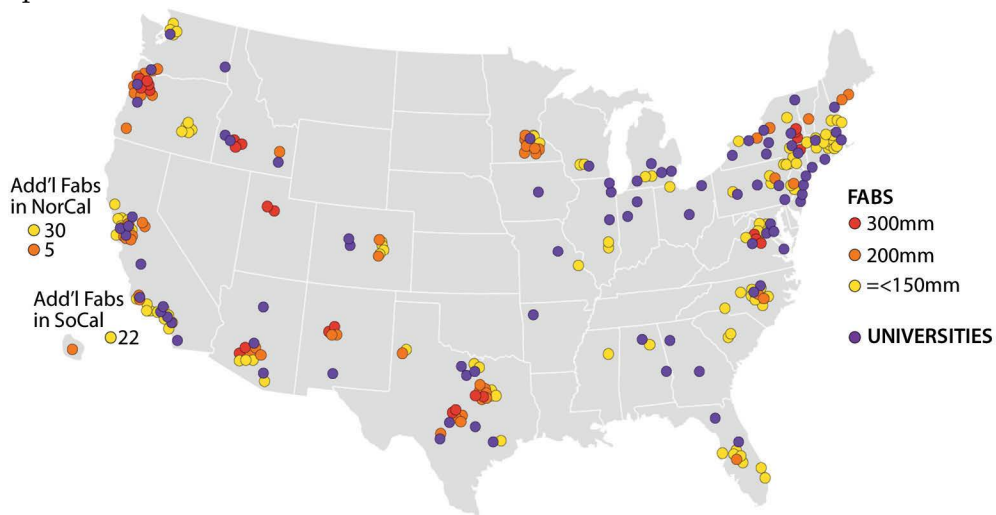 Add'l Fabs
in NorCal
30
5
Add'l Fabs
in SoCal
22
FABS
300mm
200mm
=<150mm
UNIVERSITIES